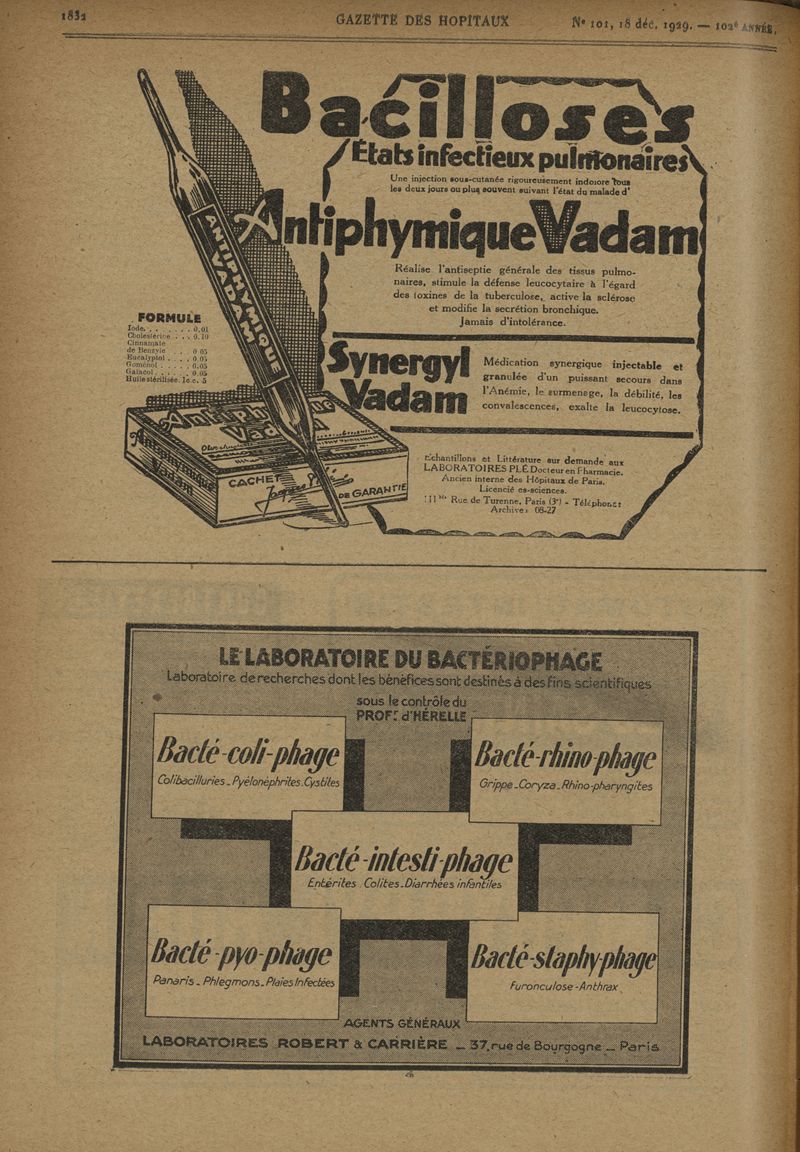 1832
GAZETTE DES HOPITAUX
Nº 101, 18 déc. 1929. — 102e ANNÉE.
Bacilloses
États infectieux pulmonaires
Une injection sous-cutanée rigoureusement indolore tous
les deux jours ou plus souvent suivant l'état du malade d'
Antiphymique Vadam
Réalise l'antiseptie générale des tissus pulmo-
naires, stimule la défense leucocytaire à l'égard
des toxines de la tuberculose, active la sclérose
et modifie la secrétion bronchique.
Jamais d'intolérance.
ANTIPHYMIQUE
VADAM
FORMULE
Iode. . . . . . . . 0.01
Cholestérine . . . 0.10
Cinnamate
de Benzyle . . 0 05
Eucalyptol . . . . 0.05
Goménol . . . . . 0.05
Gaïacol. . . . . . 0.05
Huile stérilisée. 1c.c. 5
Synergyl
Vadam
Médication synergique injectable et
granulée d'un puissant secours dans
l'Anémie, le surmenage, la débilité, les
convalescences, exalte la leucocytose.
Antiphymique
Vadam
Antiphymique
Vadam
CACHET
DE GARANTIE
Echantillons et Littérature sur demande aux
LABORATOIRES PLÉ Docteur en Pharmacie.
Ancien interne des Hôpitaux de Paris.
Licencié es-sciences.
Rue de Turenne, Paris (3e) - Téléphone:
Archives 08-27
LE LABORATOIRE DU BACTÉRIOPHAGE
Laboratoire de recherches dont les bénéfices sont destinés à des fins scientifiques
sous le contrôle du
PROFr. d'HÉRELLE
Bacté-coli-phage
Colibacilluries - Pyélonéphrites. Cystites
Bacté-rhino-phage
Grippe - Coryza - Rhino-pharyngites
Bacté-intesti-phage
Entérites . Colites - Diarrhées infantiles
Bacté-pyo-phage
Panaris - Phlegmons - Plaies Infectées
Bacté-staphy-phage
Furonculose - Anthrax
AGENTS GÉNÉRAUX
LABORATOIRES ROBERT & CARRIÈRE — 37, rue de Bourgogne — Paris